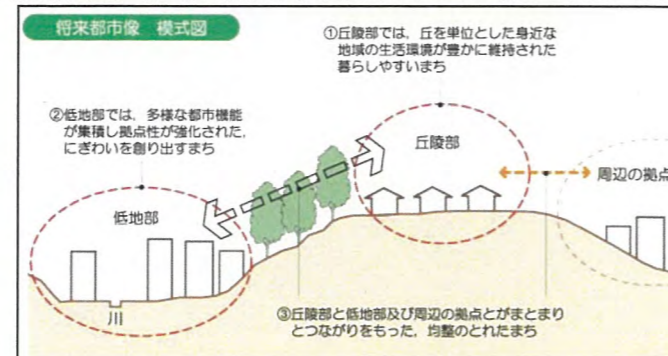 将来都市像 模式図
①丘陵部では，丘を単位とした身近な
地域の生活環境が豊かに維持された
暮らしやすいまち
②低地部では，多様な都市機能
が集積し拠点性が強化された，
にぎわいを創り出すまち
丘陵部
周辺の拠点
低地部
川
③丘陵部と低地部及び周辺の拠点とがまとまり
とつながりをもった，均整のとれたまち